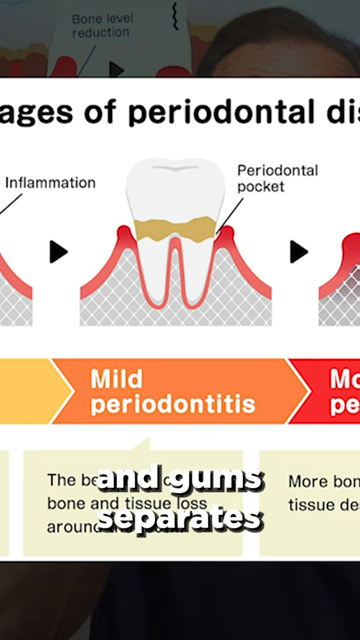 Bone level
reduction
ages of periodontal dis
Inflammation
Periodontal
pocket
Mild
periodontitis
Mo
pe
and gums
separates
The be
bone and tissue loss
around
More bon
tissue des